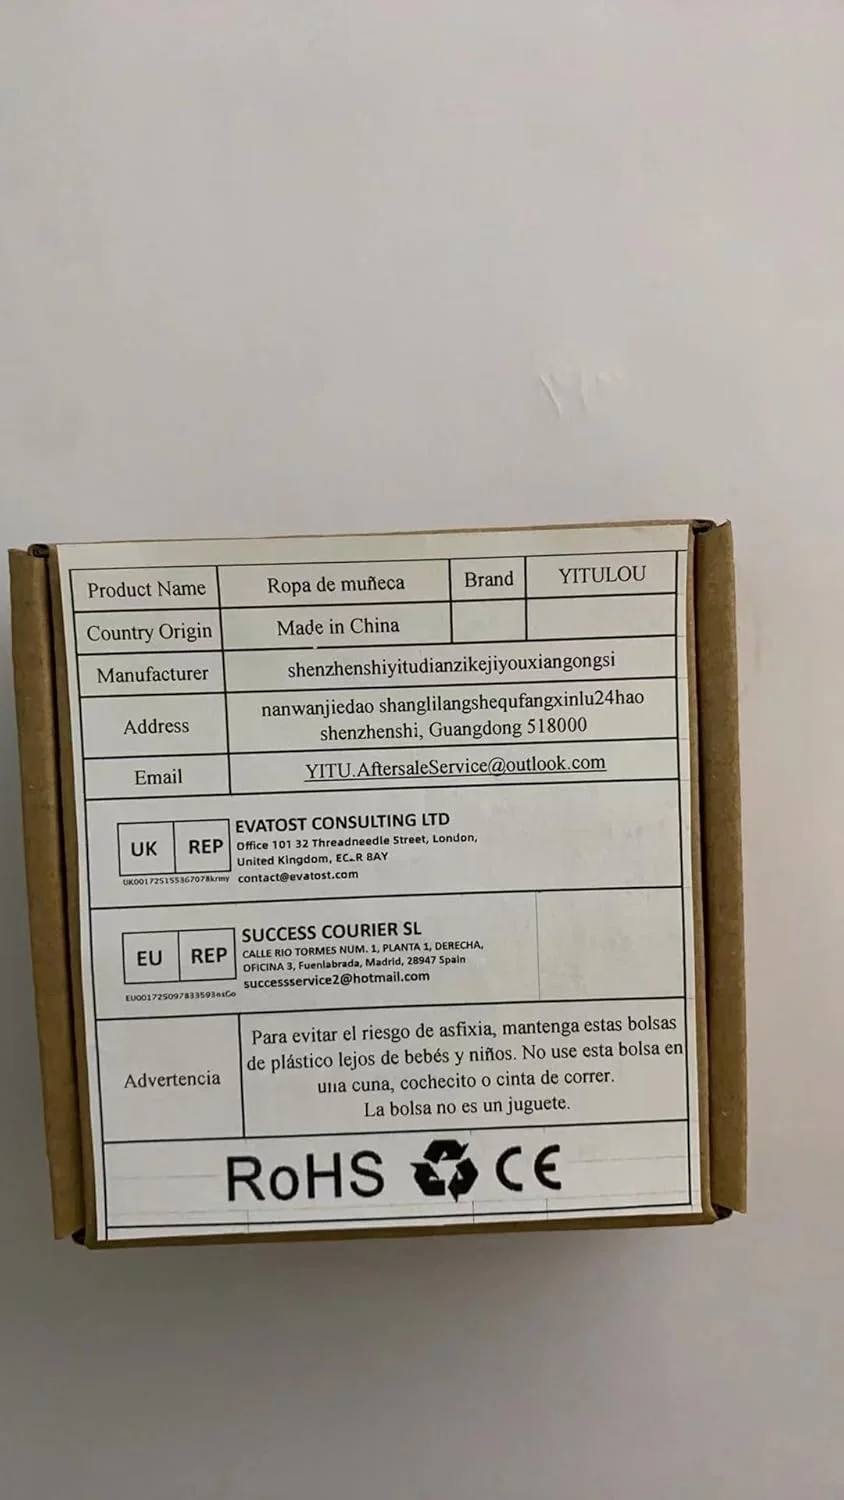 Product Name Ropa de muñeca Brand YITULOU
Country Origin Made in China
Manufacturer shenzhenshiyitudianzikejiyouxiangongsi
Address nanwanjiedao shanglilangshequfangxinlu24hao
shenzhenshi, Guangdong 518000
Email YITU.AftersaleService@outlook.com
UK REP EVATOST CONSULTING LTD
Office 101 32 Threadneedle Street, London,
United Kingdom, 8AY
contact@evatost.com
EU REP SUCCESS COURIER SL
CALLE RIO TORMES NUM. 1, PLANTA 1, DERECHA,
OFICINA 3, Fuenlabrada, Madrid, 28947 Spain
successservice2@hotmail.com
Advertencia Para evitar el riesgo de asfixia, mantenga estas bolsas
de plástico lejos de bebés y niños. No use esta bolsa en
una cuna, cochecito o cinta de correr.
La bolsa no es un juguete.
RoHS CE